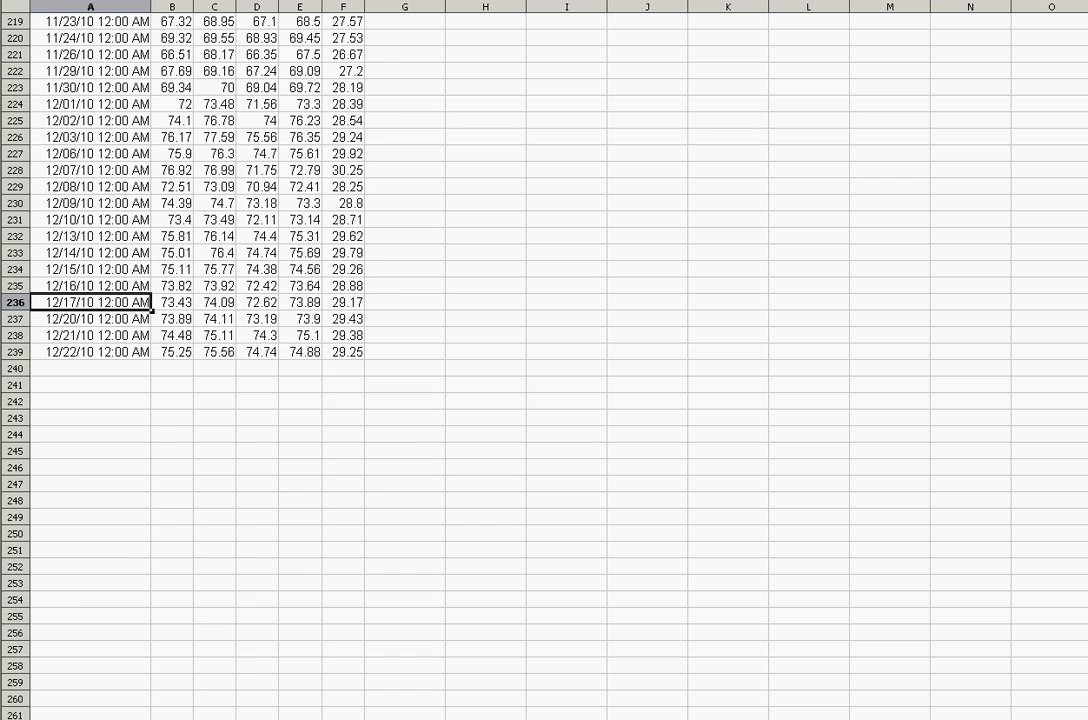 A B C D E F G H I J K L M N O
219 11/23/10 12:00 AM 67.32 68.95 67.1 68.5 27.57
220 11/24/10 12:00 AM 69.32 69.55 68.93 69.45 27.53
221 11/26/10 12:00 AM 66.51 68.17 66.35 67.5 26.67
222 11/29/10 12:00 AM 67.69 69.16 67.24 69.09 27.2
223 11/30/10 12:00 AM 69.34 70 69.04 69.72 28.19
224 12/01/10 12:00 AM 72 73.48 71.56 73.3 28.39
225 12/02/10 12:00 AM 74.1 76.78 74 76.23 28.54
226 12/03/10 12:00 AM 76.17 77.59 75.56 76.35 29.24
227 12/06/10 12:00 AM 75.9 76.3 74.7 75.61 29.92
228 12/07/10 12:00 AM 76.92 76.99 71.75 72.79 30.25
229 12/08/10 12:00 AM 72.51 73.09 70.94 72.41 28.25
230 12/09/10 12:00 AM 74.39 74.7 73.18 73.3 28.8
231 12/10/10 12:00 AM 73.4 73.49 72.11 73.14 28.71
232 12/13/10 12:00 AM 75.81 76.14 74.4 75.31 29.62
233 12/14/10 12:00 AM 75.01 76.4 74.74 75.69 29.79
234 12/15/10 12:00 AM 75.11 75.77 74.38 74.56 29.26
235 12/16/10 12:00 AM 73.82 73.92 72.42 73.64 28.88
236 12/17/10 12:00 AM 73.43 74.09 72.62 73.89 29.17
237 12/20/10 12:00 AM 73.89 74.11 73.19 73.9 29.43
238 12/21/10 12:00 AM 74.48 75.11 74.3 75.1 29.38
239 12/22/10 12:00 AM 75.25 75.56 74.74 74.88 29.25
240
241
242
243
244
245
246
247
248
249
250
251
252
253
254
255
256
257
258
259
260
261